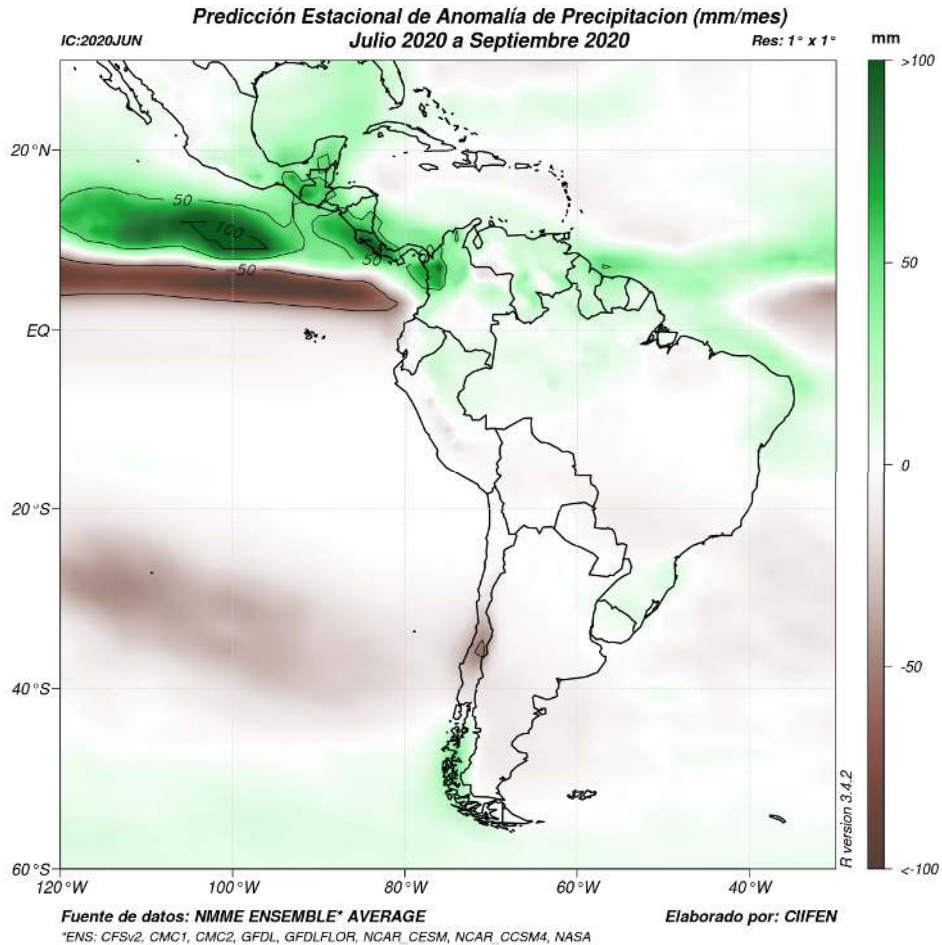 Predicción Estacional de Anomalía de Precipitacion (mm/mes)
IC:2020JUN
Julio 2020 a Septiembre 2020
Res: 1° x 1°
mm
>100
50
0
-50
<-100
20°N
EQ
20°S
40°S
60°S
120°W
100°W
80°W
60°W
40°W
50
100
50
-50
R version 3.4.2
Fuente de datos: NMME ENSEMBLE* AVERAGE
Elaborado por: CIIFEN
*ENS: CFSv2, CMC1, CMC2, GFDL, GFDLFLOR, NCAR_CESM, NCAR_CCSM4, NASA